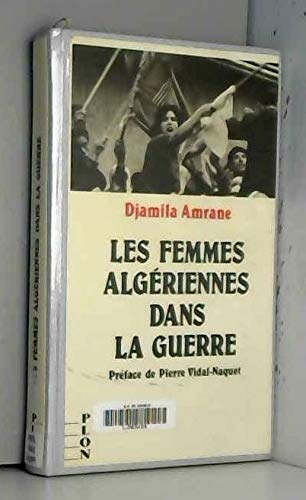 Djamila Amrane
LES FEMMES
ALGÉRIENNES
DANS
LA GUERRE
Préface de Pierre Vidal-Naquet
PLON
FEMMES ALGÉRIENNES DANS LA GUERRE